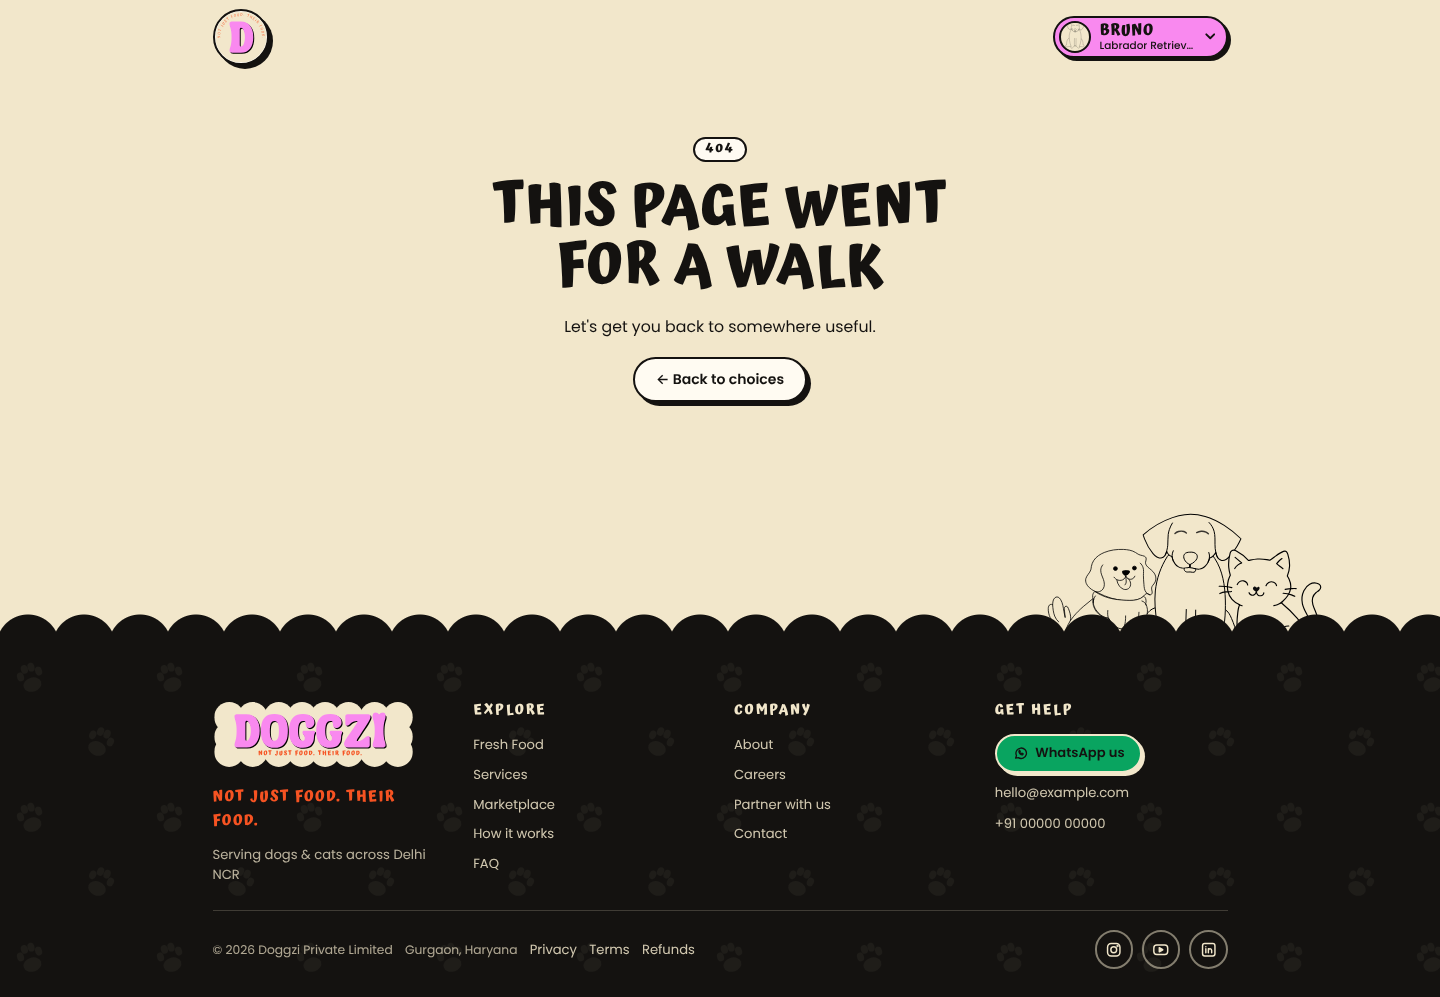 D
BRUNO
Labrador Retriev...
404
THIS PAGE WENT
FOR A WALK
Let's get you back to somewhere useful.
← Back to choices
DOGGZI
NOT JUST FOOD. THEIR FOOD.
NOT JUST FOOD. THEIR
FOOD.
Serving dogs & cats across Delhi
NCR
EXPLORE
Fresh Food
Services
Marketplace
How it works
FAQ
COMPANY
About
Careers
Partner with us
Contact
GET HELP
WhatsApp us
hello@example.com
+91 00000 00000
© 2026 Doggzi Private Limited Gurgaon, Haryana Privacy Terms Refunds